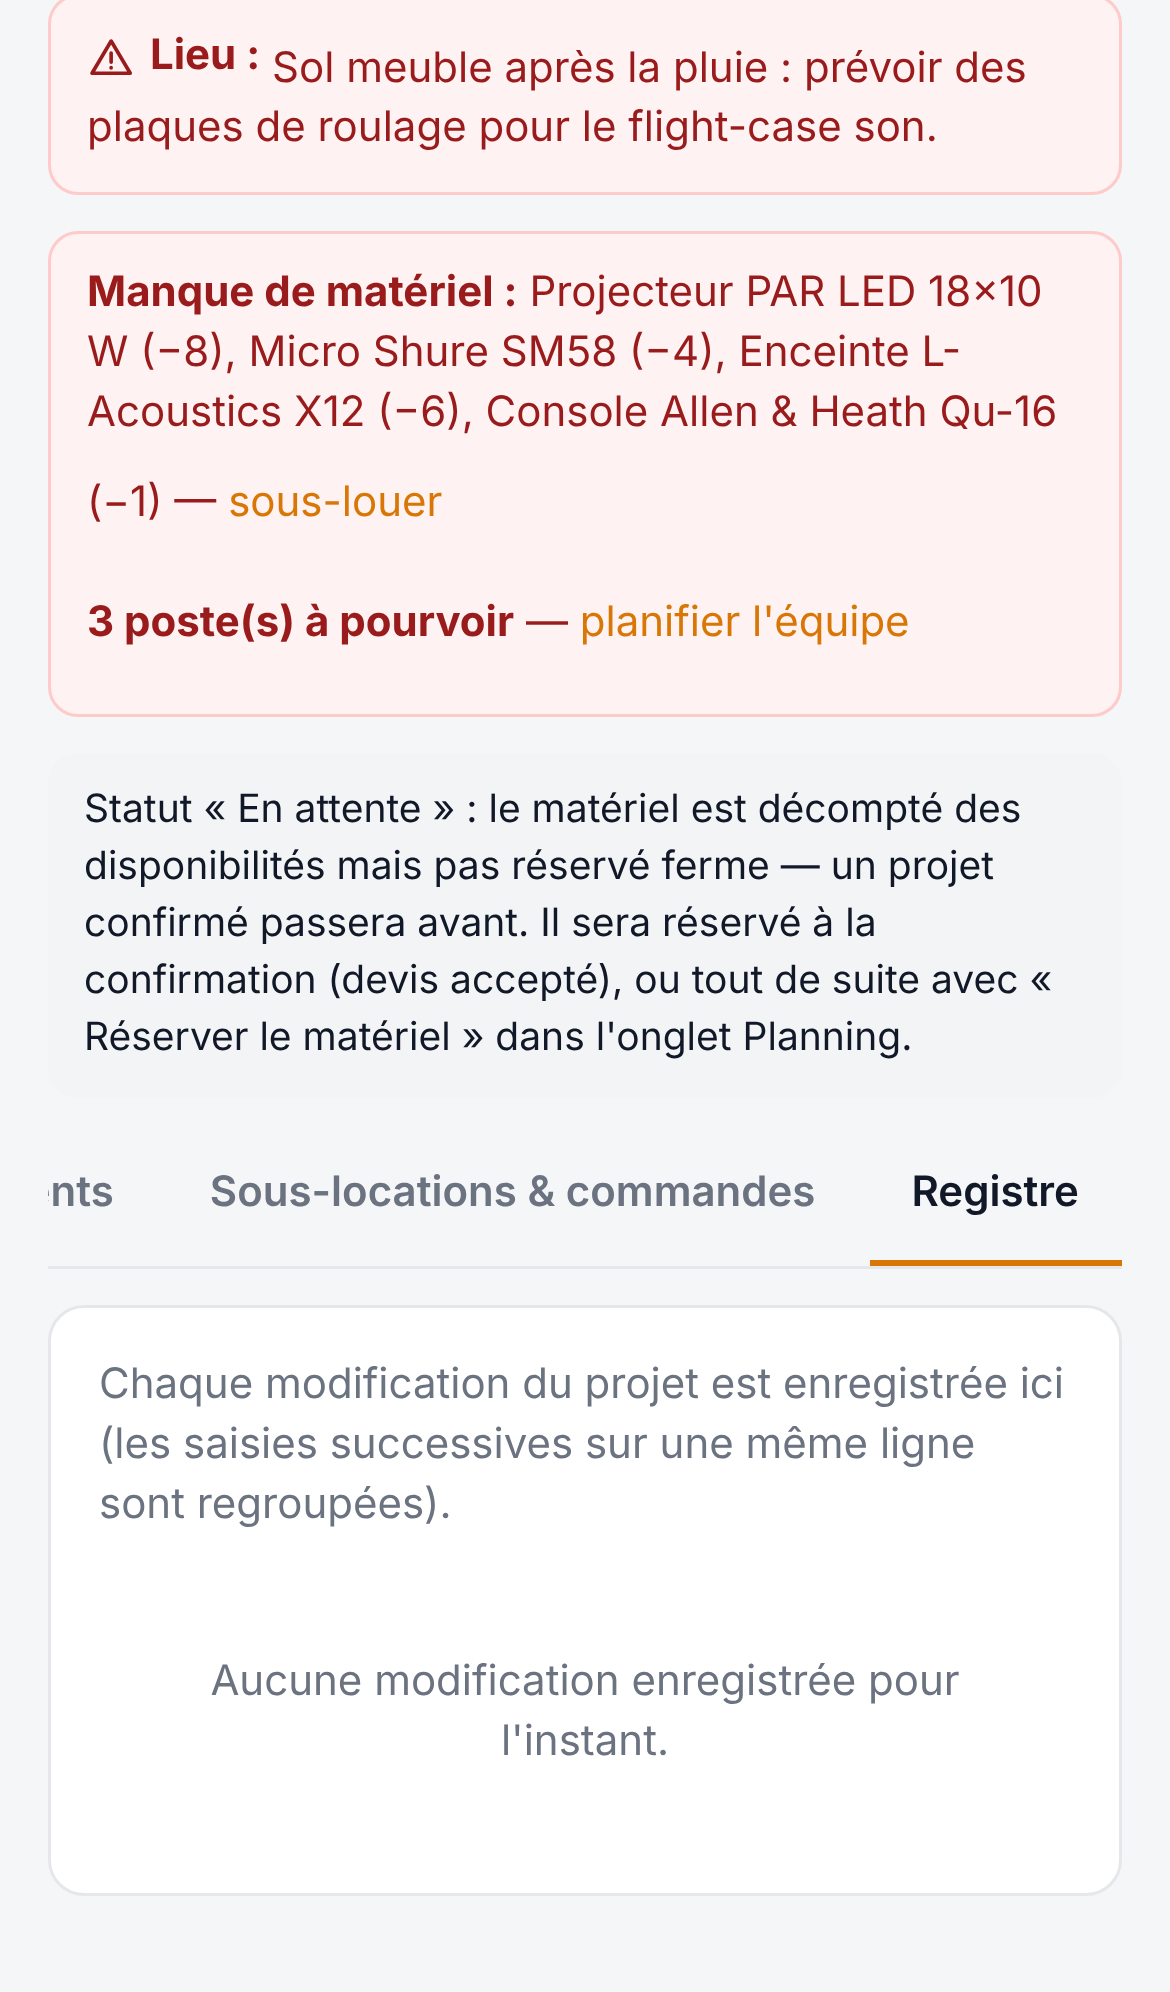 Lieu : Sol meuble après la pluie : prévoir des
plaques de roulage pour le flight-case son.
Manque de matériel : Projecteur PAR LED 18×10
W (−8), Micro Shure SM58 (−4), Enceinte L-
Acoustics X12 (−6), Console Allen & Heath Qu-16
(−1) — sous-louer
3 poste(s) à pourvoir — planifier l'équipe
Statut « En attente » : le matériel est décompté des
disponibilités mais pas réservé ferme — un projet
confirmé passera avant. Il sera réservé à la
confirmation (devis accepté), ou tout de suite avec «
Réserver le matériel » dans l'onglet Planning.
nts Sous-locations & commandes Registre
Chaque modification du projet est enregistrée ici
(les saisies successives sur une même ligne
sont regroupées).
Aucune modification enregistrée pour
l'instant.